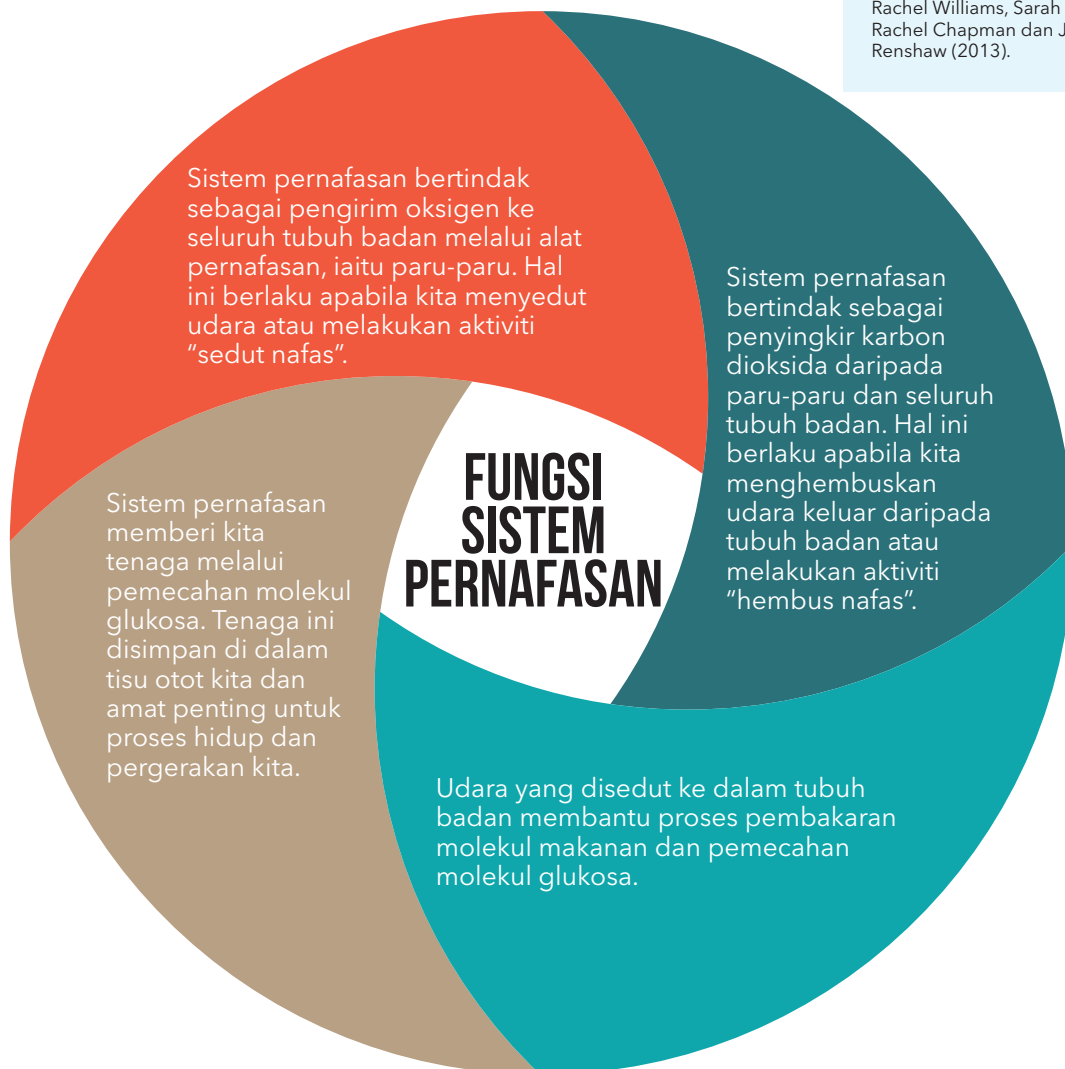 Rachel Williams, Sarah
Rachel Chapman dan J
Renshaw (2013).
Sistem pernafasan bertindak
sebagai pengirim oksigen ke
seluruh tubuh badan melalui alat
pernafasan, iaitu paru-paru. Hal
ini berlaku apabila kita menyedut
udara atau melakukan aktiviti
“sedut nafas”.
Sistem pernafasan
bertindak sebagai
penyingkir karbon
dioksida daripada
paru-paru dan seluruh
tubuh badan. Hal ini
berlaku apabila kita
menghembuskan
udara keluar daripada
tubuh badan atau
melakukan aktiviti
“hembus nafas”.
FUNGSI
SISTEM
PERNAFASAN
Sistem pernafasan
memberi kita
tenaga melalui
pemecahan molekul
glukosa. Tenaga ini
disimpan di dalam
tisu otot kita dan
amat penting untuk
proses hidup dan
pergerakan kita.
Udara yang disedut ke dalam tubuh
badan membantu proses pembakaran
molekul makanan dan pemecahan
molekul glukosa.